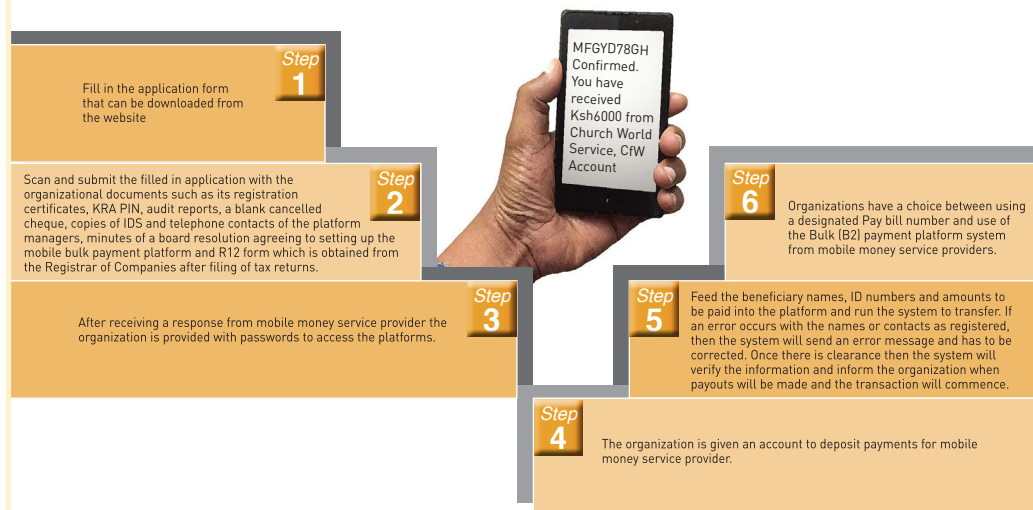 Step
1
Fill in the application form
that can be downloaded from
the website
Step
2
Scan and submit the filled in application with the
organizational documents such as its registration
certificates, KRA PIN, audit reports, a blank cancelled
cheque, copies of IDS and telephone contacts of the platform
managers, minutes of a board resolution agreeing to setting up the
mobile bulk payment platform and R12 form which is obtained from
the Registrar of Companies after filing of tax returns.
Step
3
After receiving a response from mobile money service provider the
organization is provided with passwords to access the platforms.
Step
4
The organization is given an account to deposit payments for mobile
money service provider.
Step
5
Feed the beneficiary names, ID numbers and amounts to
be paid into the platform and run the system to transfer. If
an error occurs with the names or contacts as registered,
then the system will send an error message and has to be
corrected. Once there is clearance then the system will
verify the information and inform the organization when
payouts will be made and the transaction will commence.
Step
6
Organizations have a choice between using
a designated Pay bill number and use of
the Bulk (B2) payment platform system
from mobile money service providers.
MFGYD78GH
Confirmed.
You have
received
Ksh6000 from
Church World
Service, CfW
Account